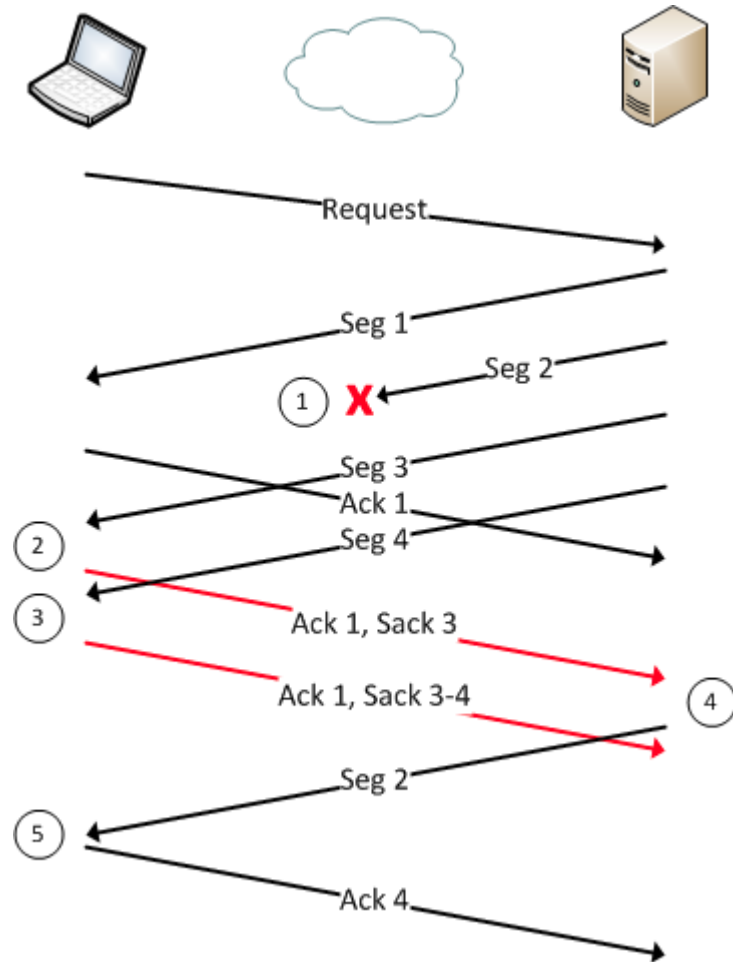 Request
Seg 1
Seg 2
1 X
Seg 3
Ack 1
Seg 4
2
3
Ack 1, Sack 3
Ack 1, Sack 3-4
4
Seg 2
5
Ack 4